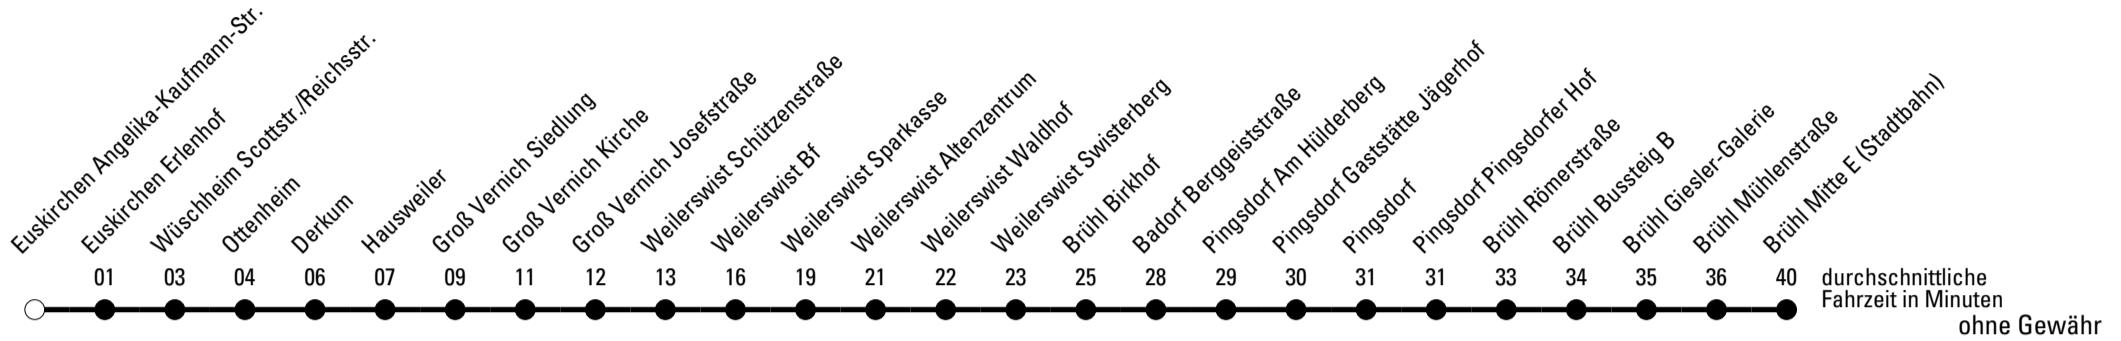 Euskirchen Angelika-Kaufmann-Str.
Euskirchen Erlenhof
Wüschheim Scottstr./Reichsstr.
Ottenheim
Derkum
Hausweiler
Groß Vernich Siedlung
Groß Vernich Kirche
Groß Vernich Josefstraße
Weilerswist Schützenstraße
Weilerswist Bf
Weilerswist Sparkasse
Weilerswist Altenzentrum
Weilerswist Waldhof
Weilerswist Swisterberg
Brühl Birkhof
Badorf Berggeiststraße
Pingsdorf Am Hülderberg
Pingsdorf Gaststätte Jägerhof
Pingsdorf
Pingsdorf Pingsdorfer Hof
Brühl Römerstraße
Brühl Bussteig B
Brühl Giesler-Galerie
Brühl Mühlenstraße
Brühl Mitte E (Stadtbahn)
01 03 04 06 07 09 11 12 13 16 19 21 22 23 25 28 29 30 31 31 33 34 35 36 40
durchschnittliche
Fahrzeit in Minuten
ohne Gewähr